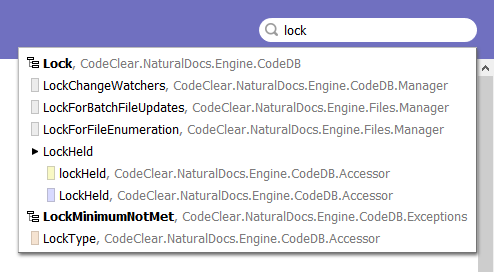 lock
Lock, CodeClear.NaturalDocs.Engine.CodeDB
LockChangeWatchers, CodeClear.NaturalDocs.Engine.CodeDB.Manager
LockForBatchFileUpdates, CodeClear.NaturalDocs.Engine.Files.Manager
LockForFileEnumeration, CodeClear.NaturalDocs.Engine.Files.Manager
LockHeld
lockHeld, CodeClear.NaturalDocs.Engine.CodeDB.Accessor
LockHeld, CodeClear.NaturalDocs.Engine.CodeDB.Accessor
LockMinimumNotMet, CodeClear.NaturalDocs.Engine.CodeDB.Exceptions
LockType, CodeClear.NaturalDocs.Engine.CodeDB.Accessor